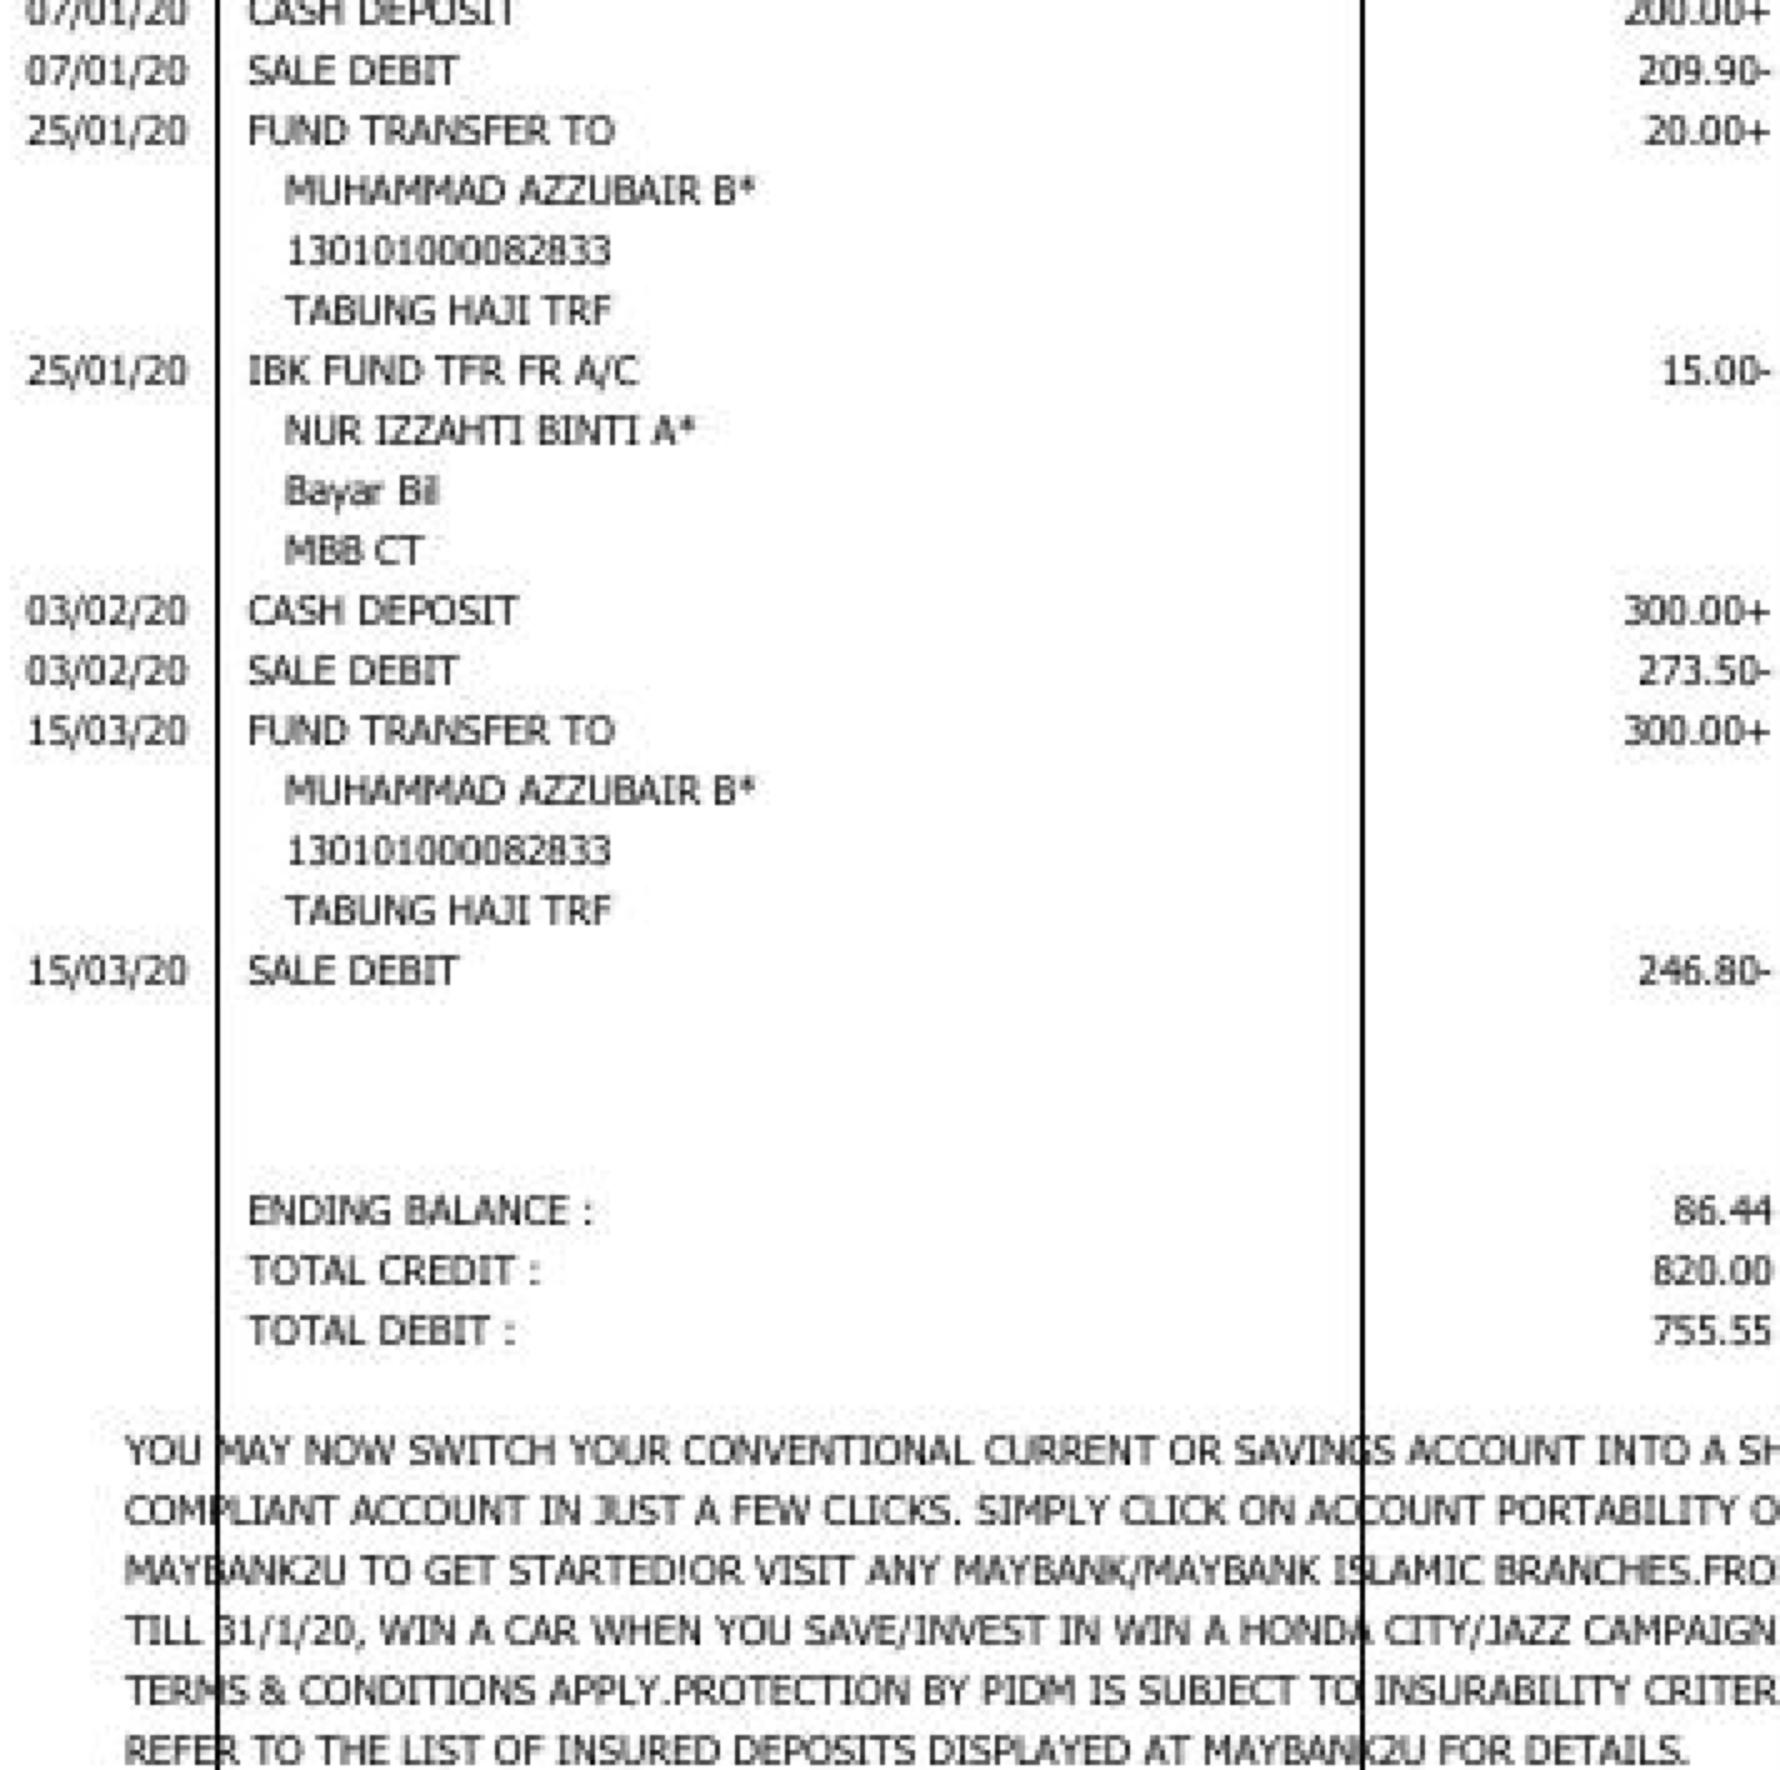 07/01/20 CASH DEPOSIT 200.00+
07/01/20 SALE DEBIT 209.90-
25/01/20 FUND TRANSFER TO 20.00+
MUHAMMAD AZZUBAIR B*
130101000082833
TABUNG HAJI TRF
25/01/20 IBK FUND TFR FR A/C 15.00-
NUR IZZAHTI BINTI A*
Bayar Bil
MBB CT
03/02/20 CASH DEPOSIT 300.00+
03/02/20 SALE DEBIT 273.50-
15/03/20 FUND TRANSFER TO 300.00+
MUHAMMAD AZZUBAIR B*
130101000082833
TABUNG HAJI TRF
15/03/20 SALE DEBIT 246.80-
ENDING BALANCE : 86.44
TOTAL CREDIT : 820.00
TOTAL DEBIT : 755.55
YOU MAY NOW SWITCH YOUR CONVENTIONAL CURRENT OR SAVINGS ACCOUNT INTO A SH
COMPLIANT ACCOUNT IN JUST A FEW CLICKS. SIMPLY CLICK ON ACCOUNT PORTABILITY O
MAYBANK2U TO GET STARTED!OR VISIT ANY MAYBANK/MAYBANK ISLAMIC BRANCHES.FRO
TILL 31/1/20, WIN A CAR WHEN YOU SAVE/INVEST IN WIN A HONDA CITY/JAZZ CAMPAIGN
TERMS & CONDITIONS APPLY.PROTECTION BY PIDM IS SUBJECT TO INSURABILITY CRITER
REFER TO THE LIST OF INSURED DEPOSITS DISPLAYED AT MAYBANK2U FOR DETAILS.